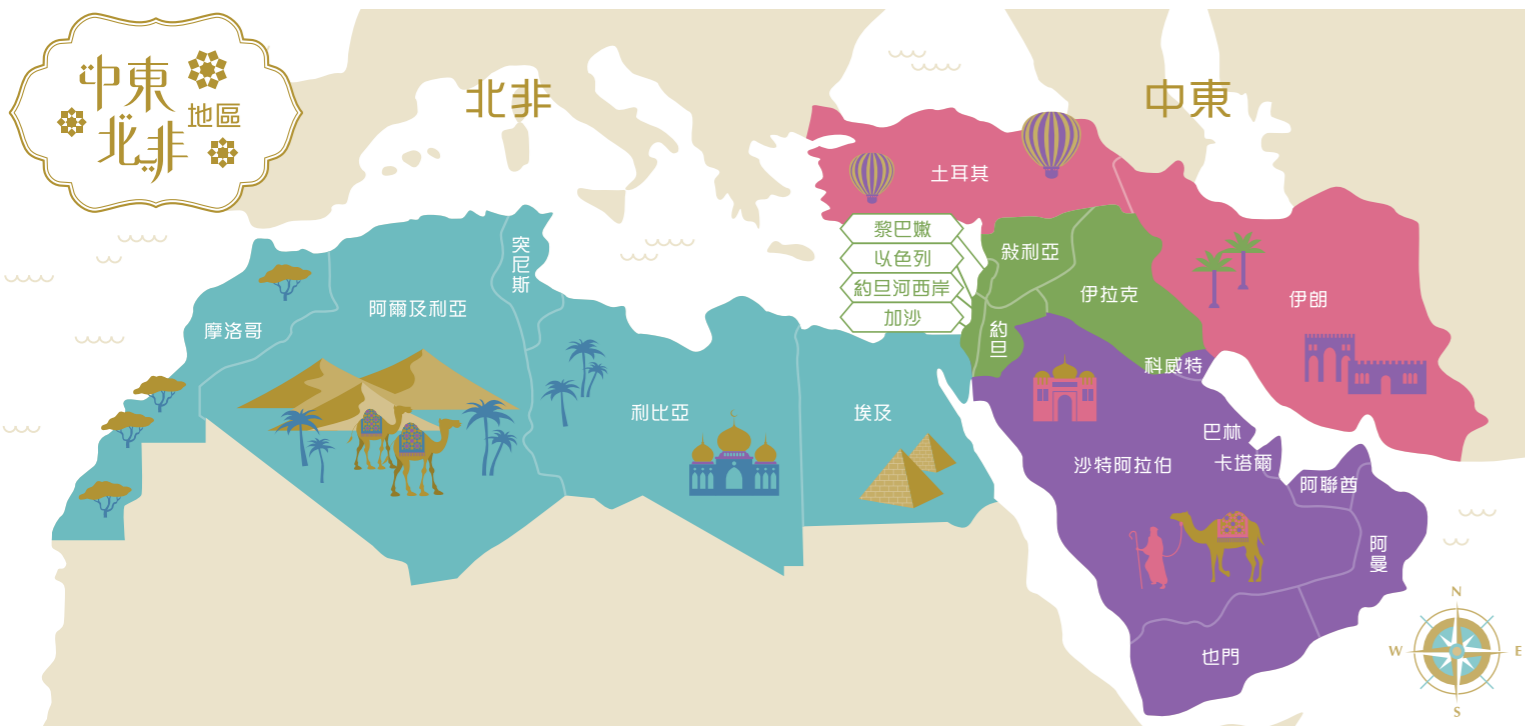 中東
北非
地區
北非
中東
突尼斯
摩洛哥
阿爾及利亞
利比亞
埃及
土耳其
黎巴嫩
以色列
約旦河西岸
加沙
敍利亞
伊拉克
約旦
伊朗
科威特
巴林
卡塔爾
沙特阿拉伯
阿聯酋
阿曼
也門
N
W
E
S